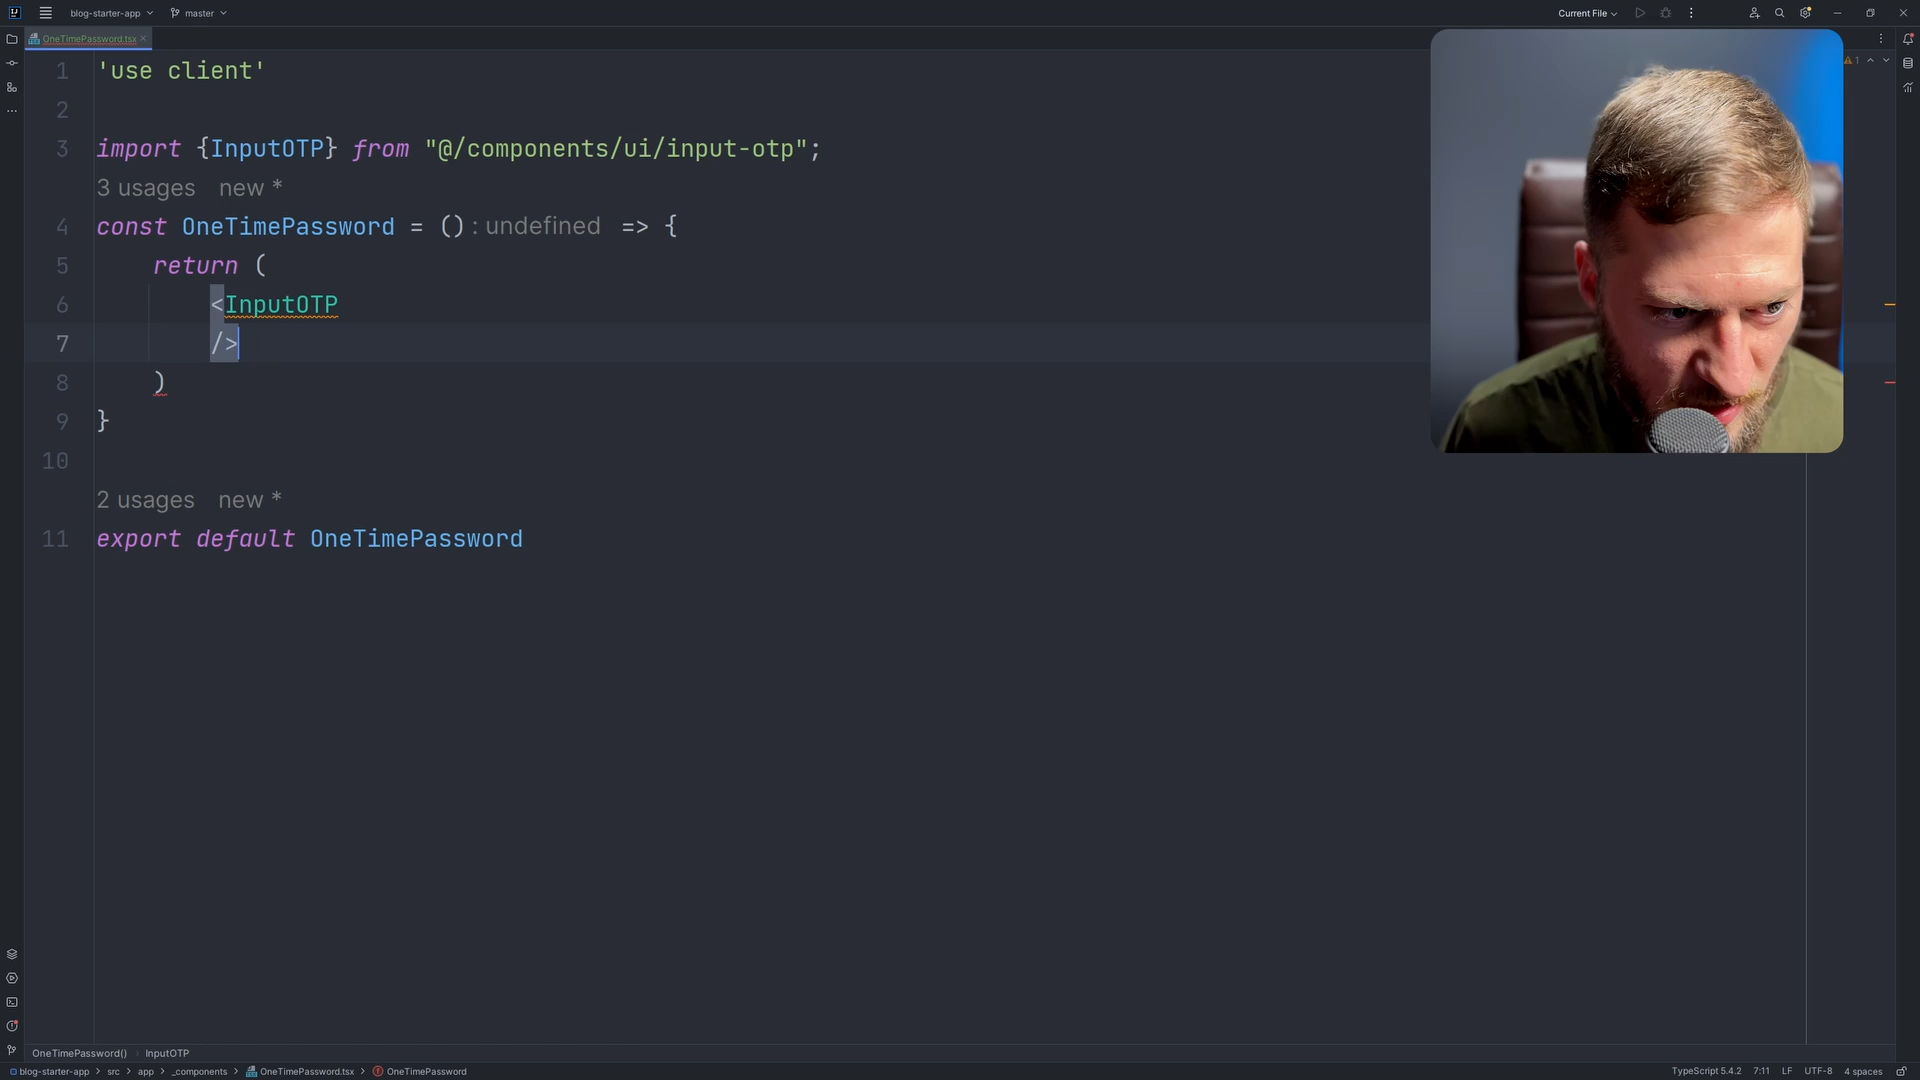 blog-starter-app
master
Current File
OneTimePassword.tsx
1
1 'use client'
2
3 import {InputOTP} from "@/components/ui/input-otp";
3 usages new *
4 const OneTimePassword = () : undefined => {
5 return (
6 <InputOTP
7 />
8 )
9 }
10
2 usages new *
11 export default OneTimePassword
OneTimePassword() InputOTP
blog-starter-app src app _components OneTimePassword.tsx OneTimePassword
TypeScript 5.4.2 7:11 LF UTF-8 4 spaces